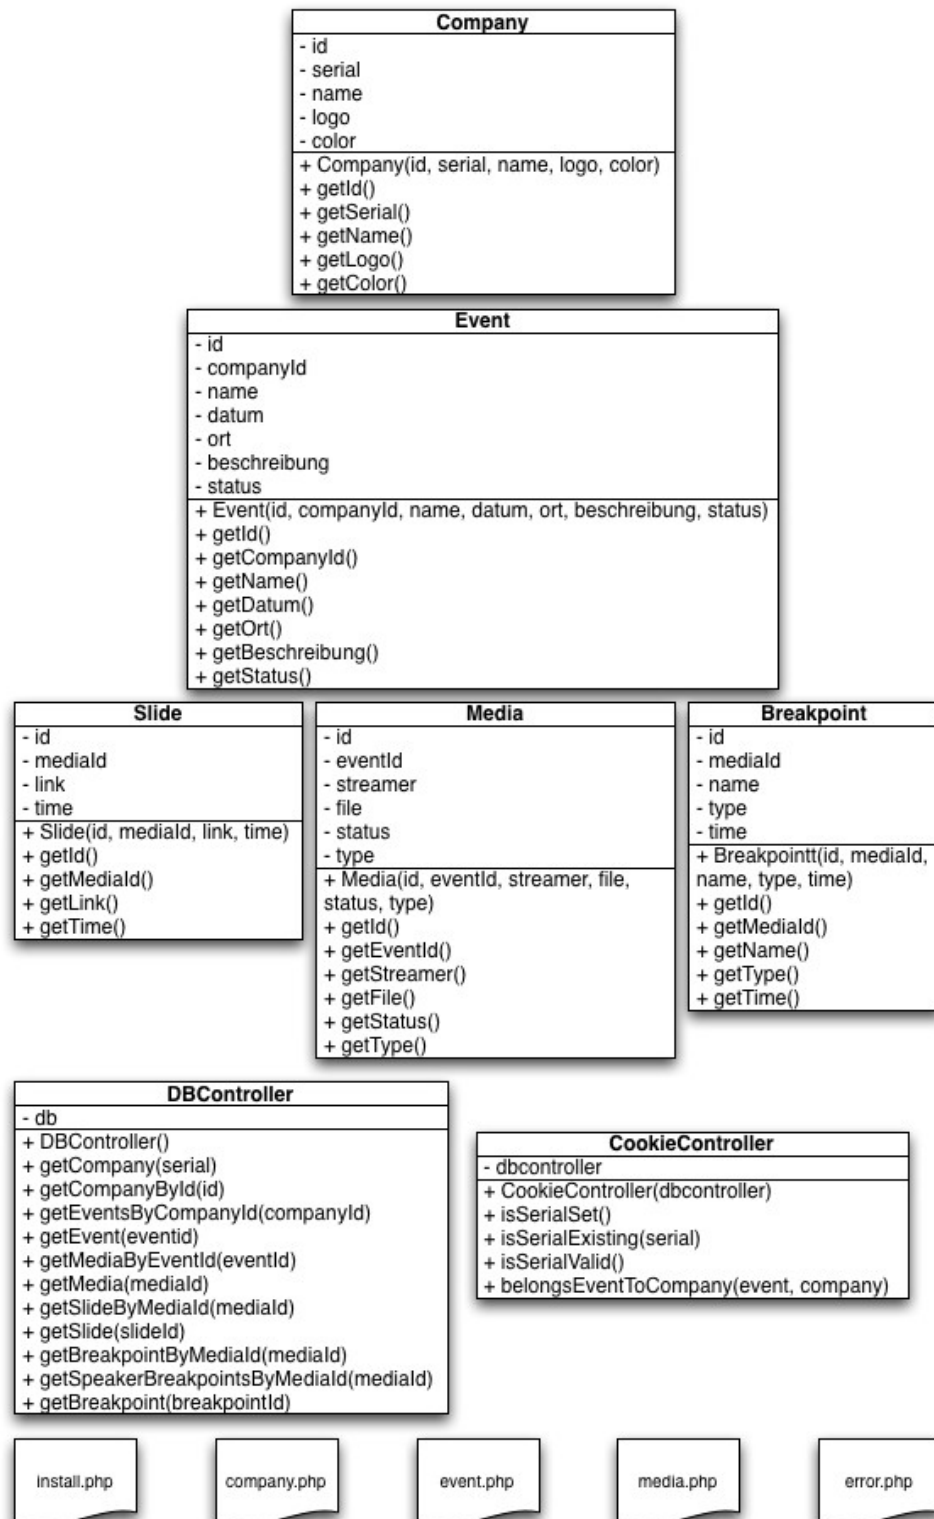 Company
- id
- serial
- name
- logo
- color
+ Company(id, serial, name, logo, color)
+ getId()
+ getSerial()
+ getName()
+ getLogo()
+ getColor()
Event
- id
- companyId
- name
- datum
- ort
- beschreibung
- status
+ Event(id, companyId, name, datum, ort, beschreibung, status)
+ getId()
+ getCompanyId()
+ getName()
+ getDatum()
+ getOrt()
+ getBeschreibung()
+ getStatus()
Slide
- id
- mediaId
- link
- time
+ Slide(id, mediaId, link, time)
+ getId()
+ getMediaId()
+ getLink()
+ getTime()
Media
- id
- eventId
- streamer
- file
- status
- type
+ Media(id, eventId, streamer, file,
status, type)
+ getId()
+ getEventId()
+ getStreamer()
+ getFile()
+ getStatus()
+ getType()
Breakpoint
- id
- mediaId
- name
- type
- time
+ Breakpointt(id, mediaId,
name, type, time)
+ getId()
+ getMediaId()
+ getName()
+ getType()
+ getTime()
DBController
- db
+ DBController()
+ getCompany(serial)
+ getCompanyById(id)
+ getEventsByCompanyId(companyId)
+ getEvent(eventid)
+ getMediaByEventId(eventId)
+ getMedia(mediaId)
+ getSlideByMediaId(mediaId)
+ getSlide(slideId)
+ getBreakpointByMediaId(mediaId)
+ getSpeakerBreakpointsByMediaId(mediaId)
+ getBreakpoint(breakpointId)
CookieController
- dbcontroller
+ CookieController(dbcontroller)
+ isSerialSet()
+ isSerialExisting(serial)
+ isSerialValid()
+ belongsEventToCompany(event, company)
install.php
company.php
event.php
media.php
error.php